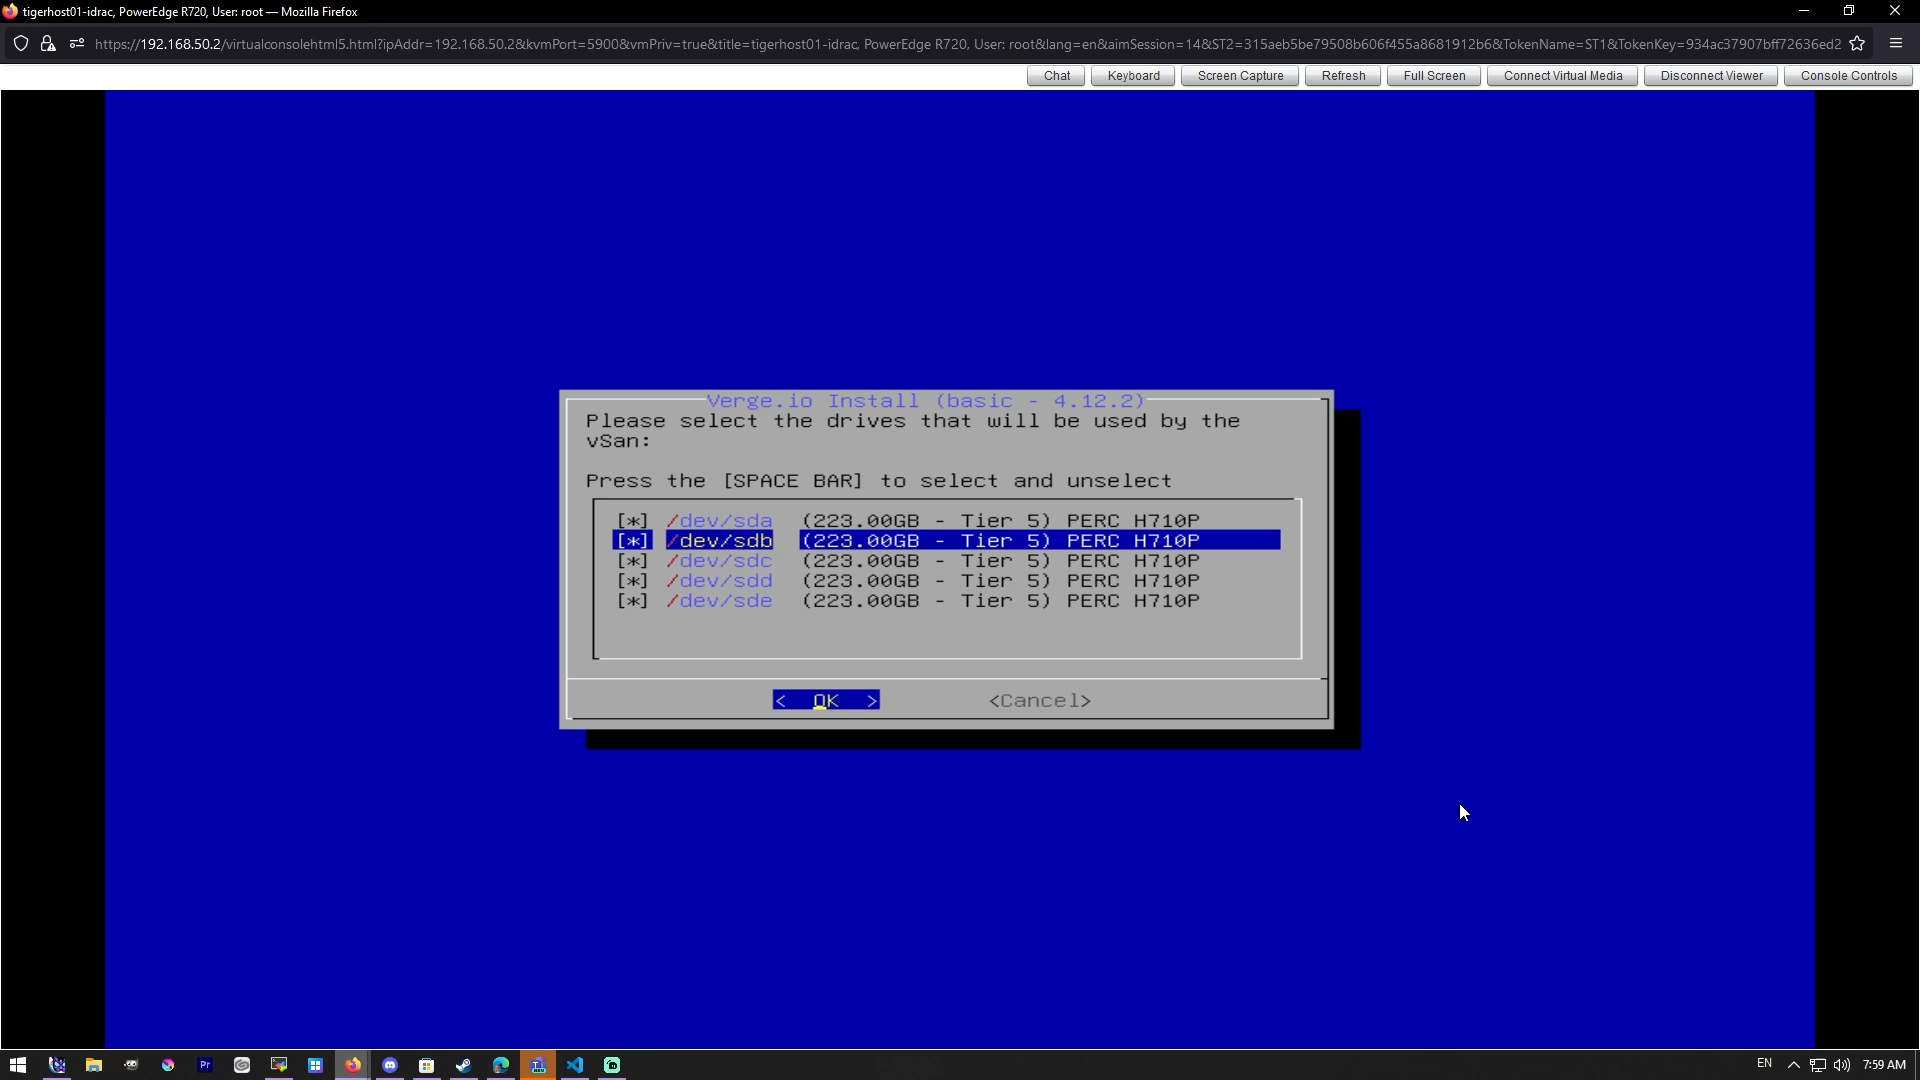 tigerhost01-idrac, PowerEdge R720, User: root — Mozilla Firefox
https://192.168.50.2/virtualconsolehtml5.html?ipAddr=192.168.50.2&kvmPort=5900&vmPriv=true&title=tigerhost01-idrac, PowerEdge R720, User: root&lang=en&aimSession=14&ST2=315aeb5be79508b606f455a8681912b6&TokenName=ST1&TokenKey=934ac37907bff72636ed2
Chat Keyboard Screen Capture Refresh Full Screen Connect Virtual Media Disconnect Viewer Console Controls
Verge.io Install (basic - 4.12.2)
Please select the drives that will be used by the
vSan:
Press the [SPACE BAR] to select and unselect
[*] /dev/sda (223.00GB - Tier 5) PERC H710P
[*] /dev/sdb (223.00GB - Tier 5) PERC H710P
[*] /dev/sdc (223.00GB - Tier 5) PERC H710P
[*] /dev/sdd (223.00GB - Tier 5) PERC H710P
[*] /dev/sde (223.00GB - Tier 5) PERC H710P
< OK > <Cancel>
Pr EN 7:59 AM